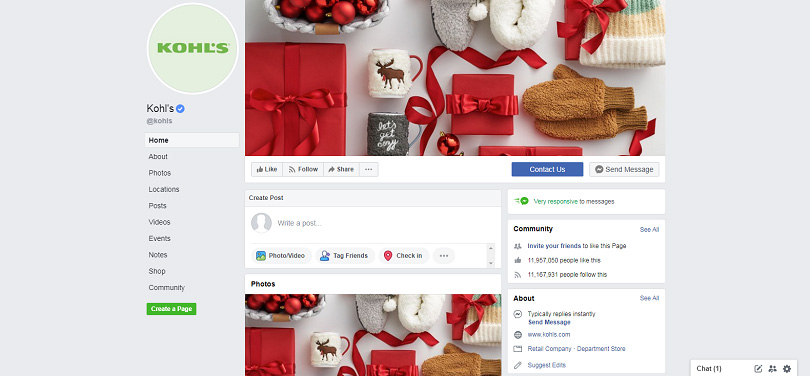 KOHL'S
Kohl's
@kohls
Home
About
Photos
Locations
Posts
Videos
Events
Notes
Shop
Community
Create a Page
let's
get
cozy
Like
Follow
Share
Contact Us
Send Message
Create Post
Write a post...
Photo/Video
Tag Friends
Check in
Photos
Very responsive to messages
Community
See All
Invite your friends to like this Page
11,957,050 people like this
11,167,931 people follow this
About
See All
Typically replies instantly
Send Message
www.kohls.com
Retail Company · Department Store
Suggest Edits
Chat (1)